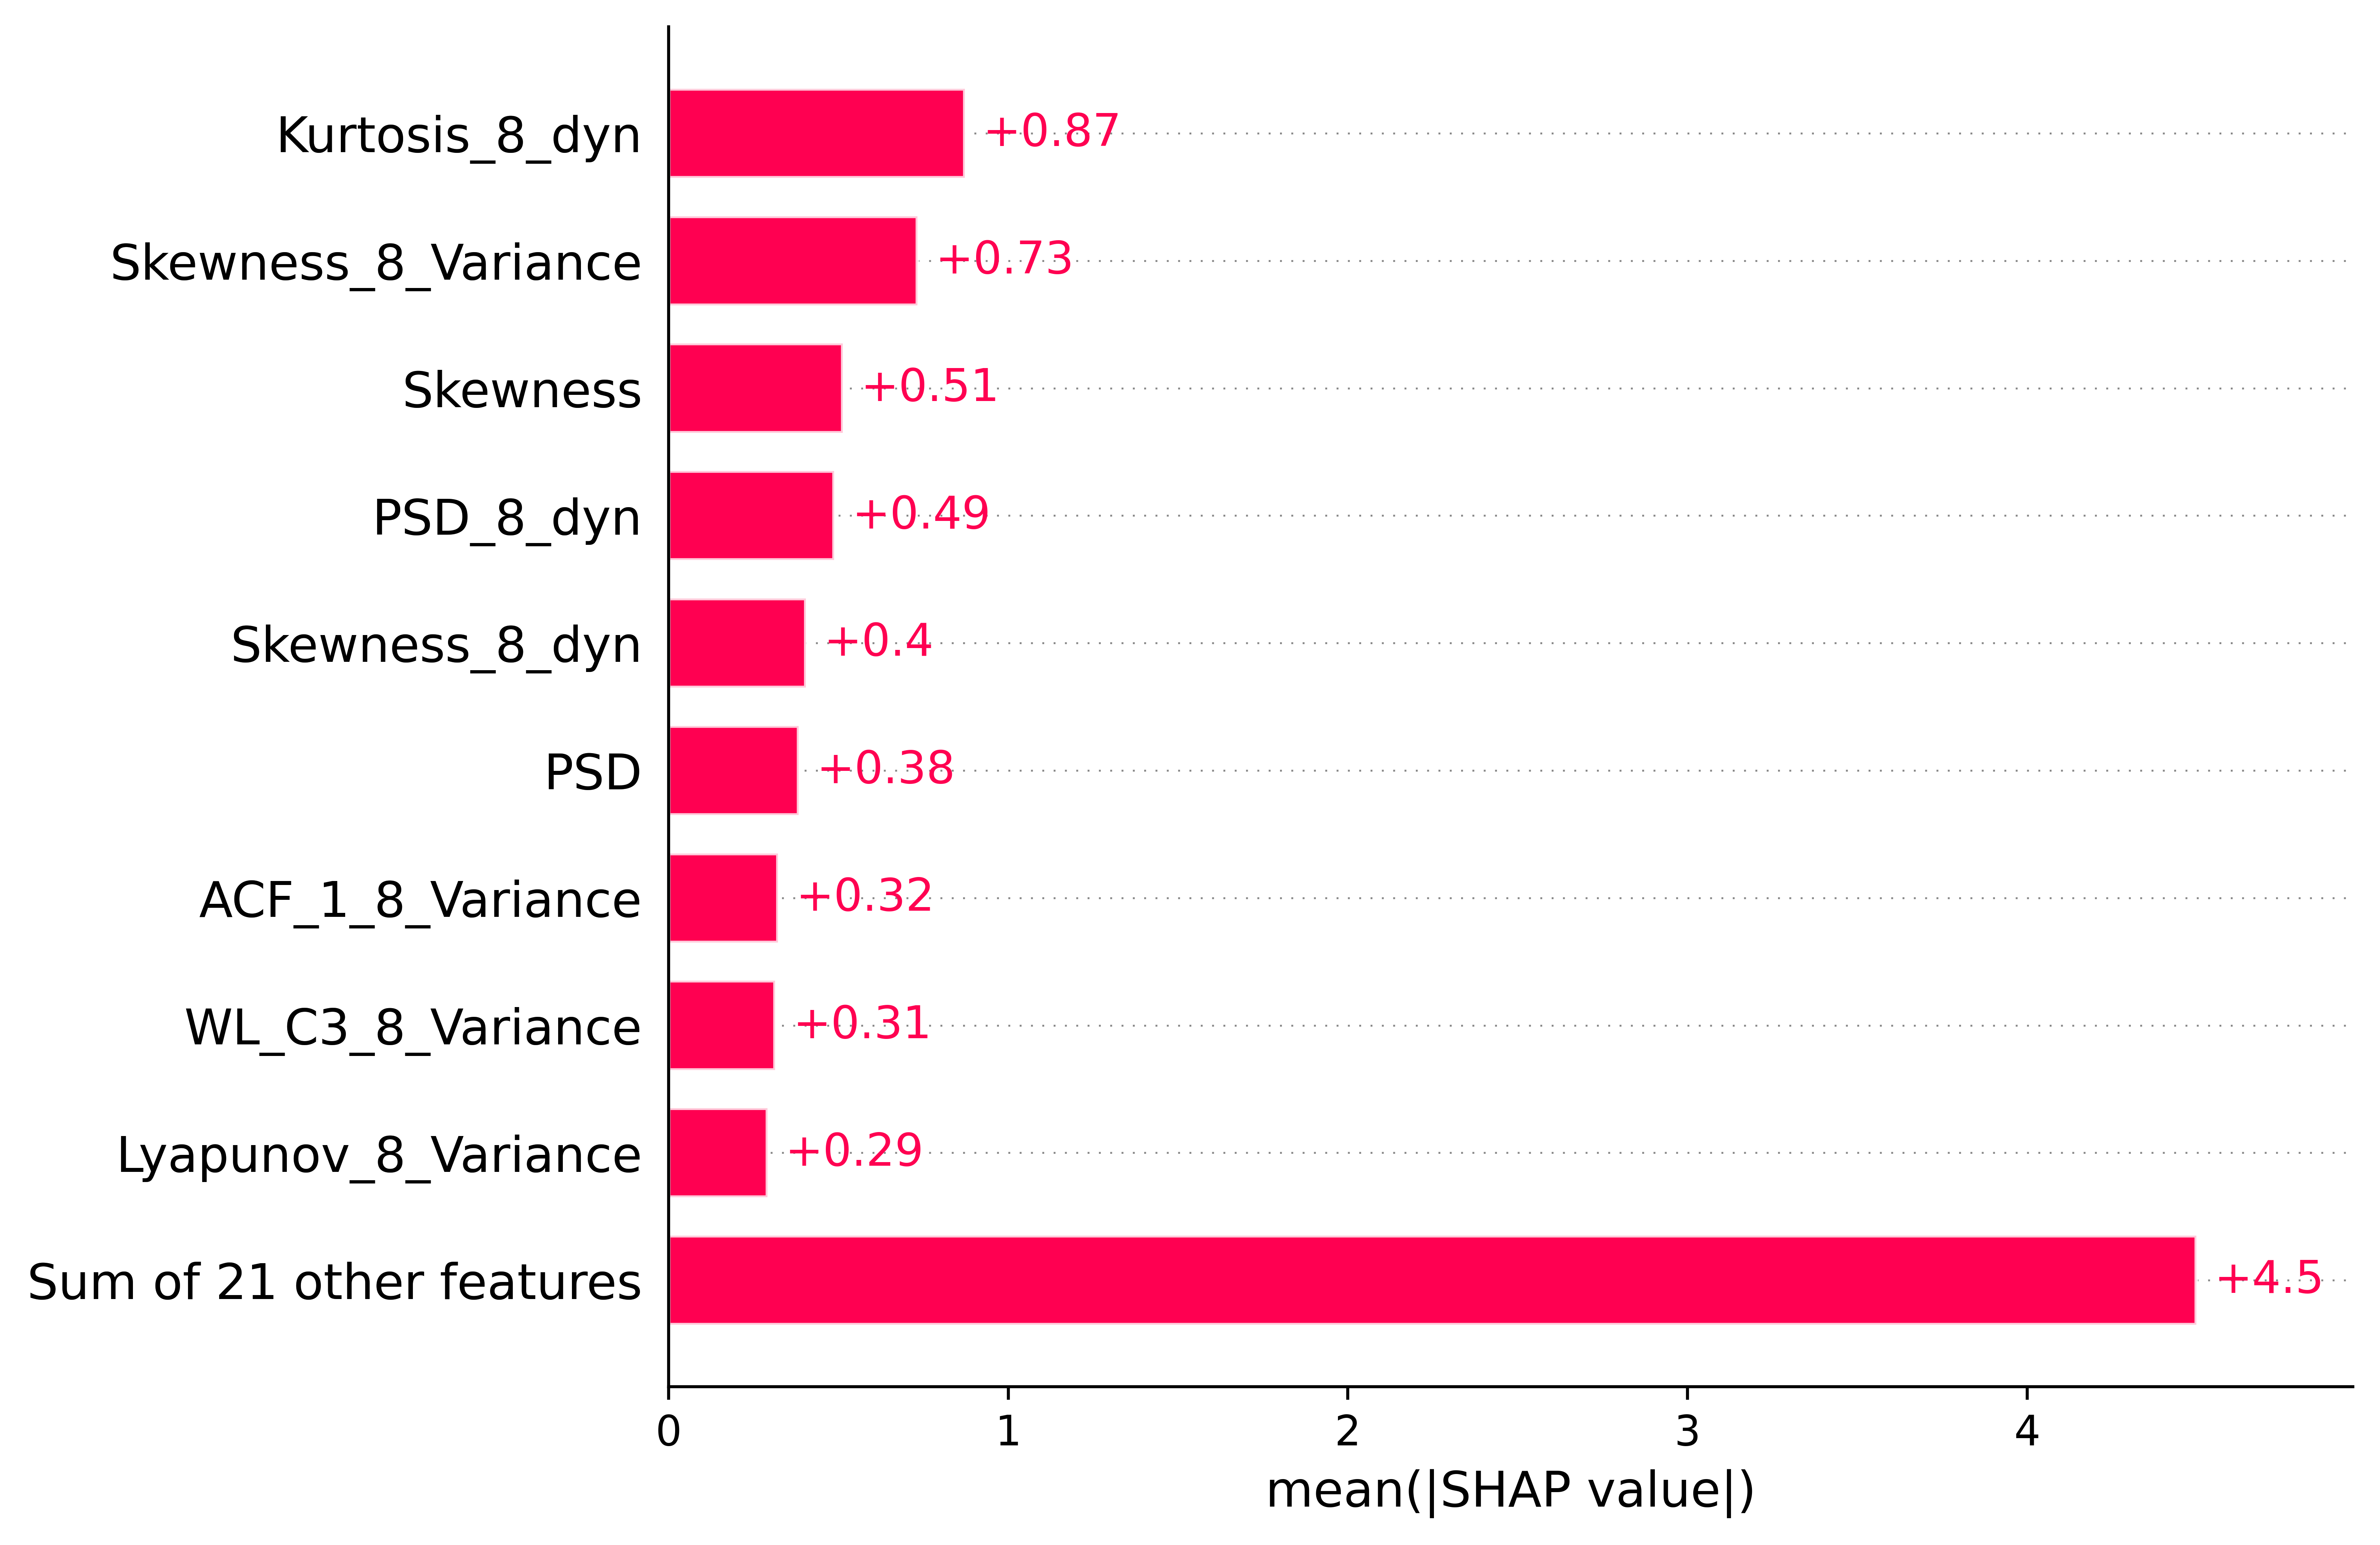 Kurtosis_8_dyn +0.87
Skewness_8_Variance +0.73
Skewness +0.51
PSD_8_dyn +0.49
Skewness_8_dyn +0.4
PSD +0.38
ACF_1_8_Variance +0.32
WL_C3_8_Variance +0.31
Lyapunov_8_Variance +0.29
Sum of 21 other features +4.5
0 1 2 3 4
mean(|SHAP value|)